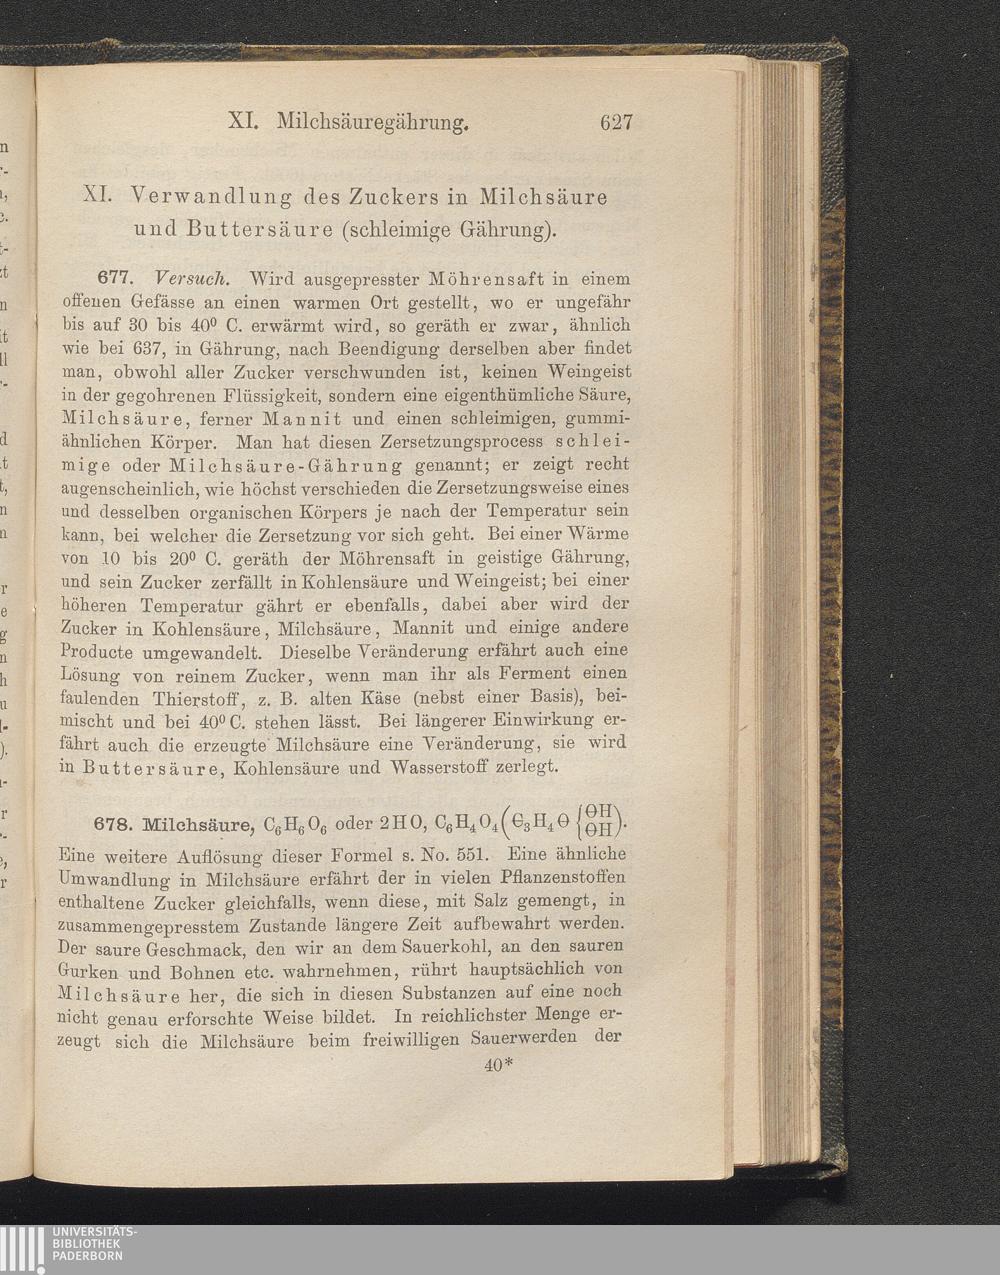 XI. Milchsäuregährung. 627
XI. Verwandlung des Zuckers in Milchsäure
und Buttersäure (schleimige Gährung).
677. Versuch. Wird ausgepresster Möhrensaft in einem
offenen Gefässe an einen warmen Ort gestellt, wo er ungefähr
bis auf 30 bis 40⁰ C. erwärmt wird, so geräth er zwar, ähnlich
wie bei 637, in Gährung, nach Beendigung derselben aber findet
man, obwohl aller Zucker verschwunden ist, keinen Weingeist
in der gegohrenen Flüssigkeit, sondern eine eigenthümliche Säure,
Milchsäure, ferner Mannit und einen schleimigen, gummi-
ähnlichen Körper. Man hat diesen Zersetzungsprocess schlei-
mige oder Milchsäure-Gährung genannt; er zeigt recht
augenscheinlich, wie höchst verschieden die Zersetzungsweise eines
und desselben organischen Körpers je nach der Temperatur sein
kann, bei welcher die Zersetzung vor sich geht. Bei einer Wärme
von 10 bis 20⁰ C. geräth der Möhrensaft in geistige Gährung,
und sein Zucker zerfällt in Kohlensäure und Weingeist; bei einer
höheren Temperatur gährt er ebenfalls, dabei aber wird der
Zucker in Kohlensäure, Milchsäure, Mannit und einige andere
Producte umgewandelt. Dieselbe Veränderung erfährt auch eine
Lösung von reinem Zucker, wenn man ihr als Ferment einen
faulenden Thierstoff, z. B. alten Käse (nebst einer Basis), bei-
mischt und bei 40⁰ C. stehen lässt. Bei längerer Einwirkung er-
fährt auch die erzeugte Milchsäure eine Veränderung, sie wird
in Buttersäure, Kohlensäure und Wasserstoff zerlegt.
678. Milchsäure, C₆H₆O₆ oder 2HO, C₆H₄O₄(Ꞓ₃H₄Ɵ {ƟH ƟH).
Eine weitere Auflösung dieser Formel s. No. 551. Eine ähnliche
Umwandlung in Milchsäure erfährt der in vielen Pflanzenstoffen
enthaltene Zucker gleichfalls, wenn diese, mit Salz gemengt, in
zusammengepresstem Zustande längere Zeit aufbewahrt werden.
Der saure Geschmack, den wir an dem Sauerkohl, an den sauren
Gurken und Bohnen etc. wahrnehmen, rührt hauptsächlich von
Milchsäure her, die sich in diesen Substanzen auf eine noch
nicht genau erforschte Weise bildet. In reichlichster Menge er-
zeugt sich die Milchsäure beim freiwilligen Sauerwerden der
40*
UNIVERSITÄTS-
BIBLIOTHEK
PADERBORN